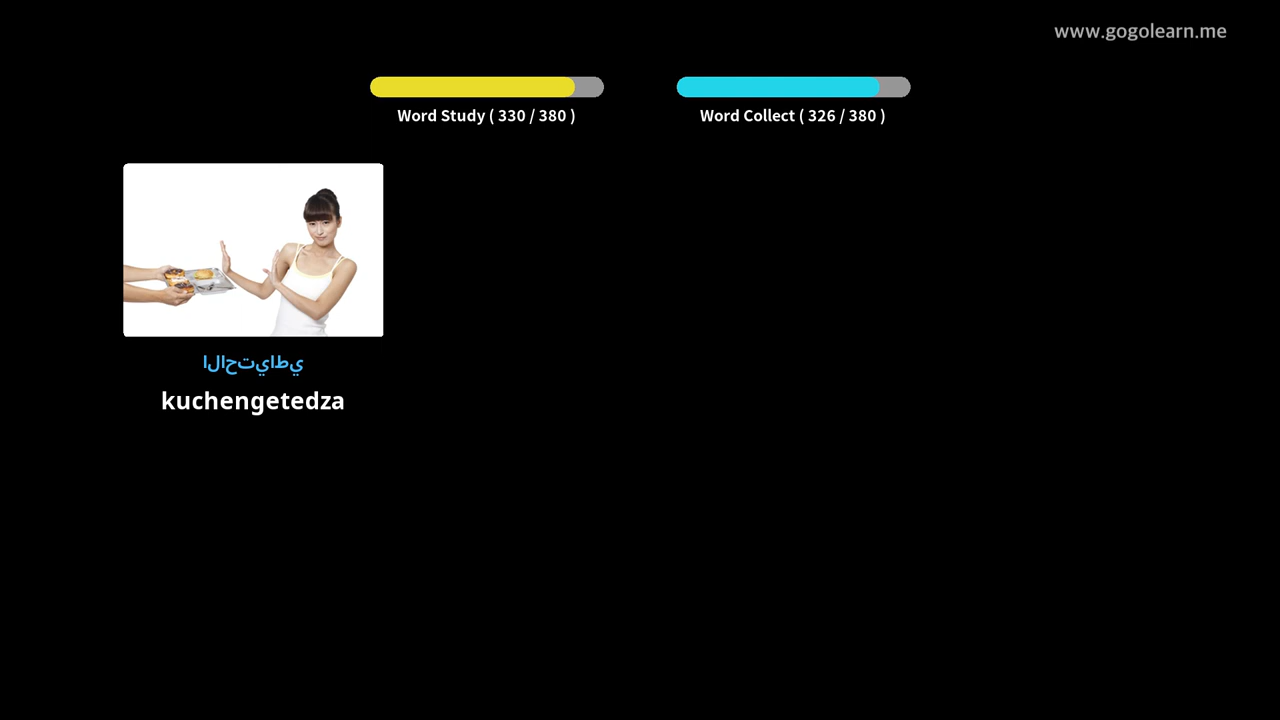 www.gogolearn.me
Word Study ( 330 / 380 )
Word Collect ( 326 / 380 )
الاحتياطي
kuchengetedza